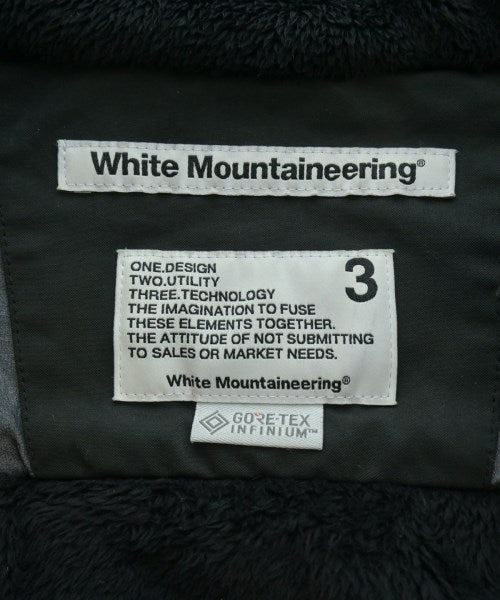 White Mountaineering®
ONE.DESIGN
TWO.UTILITY
THREE.TECHNOLOGY
THE IMAGINATION TO FUSE
THESE ELEMENTS TOGETHER.
THE ATTITUDE OF NOT SUBMITTING
TO SALES OR MARKET NEEDS.
3
White Mountaineering®
GORE-TEX
INFINIUM™